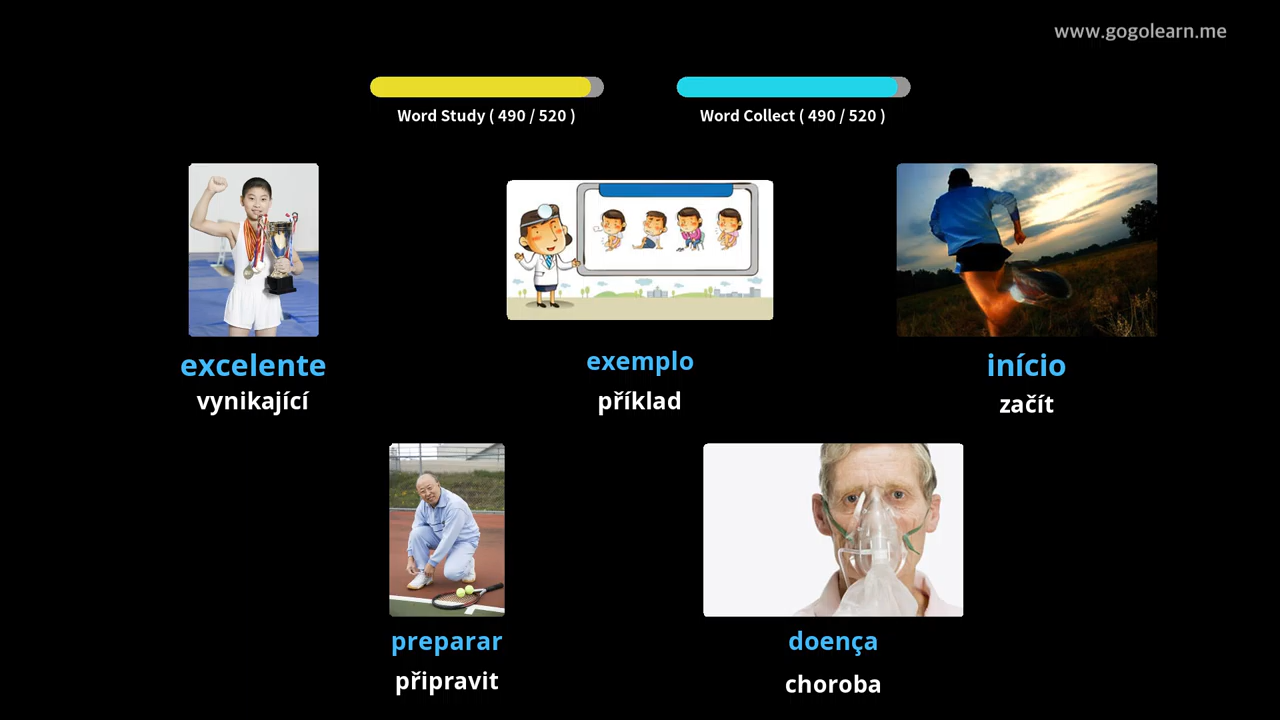 www.gogolearn.me
Word Study ( 490 / 520 )
Word Collect ( 490 / 520 )
excelente
vynikající
exemplo
příklad
início
začít
preparar
připravit
doença
choroba